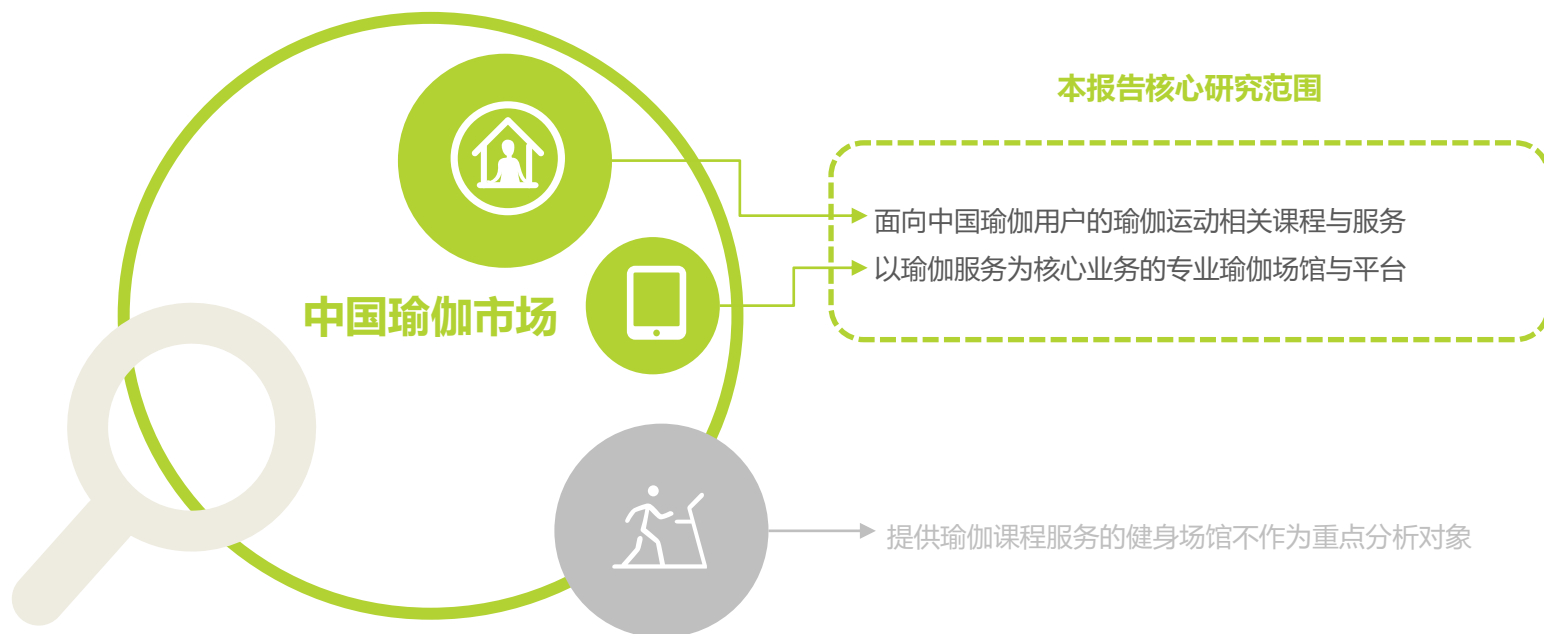 本报告核心研究范围
面向中国瑜伽用户的瑜伽运动相关课程与服务
以瑜伽服务为核心业务的专业瑜伽场馆与平台
中国瑜伽市场
提供瑜伽课程服务的健身场馆不作为重点分析对象